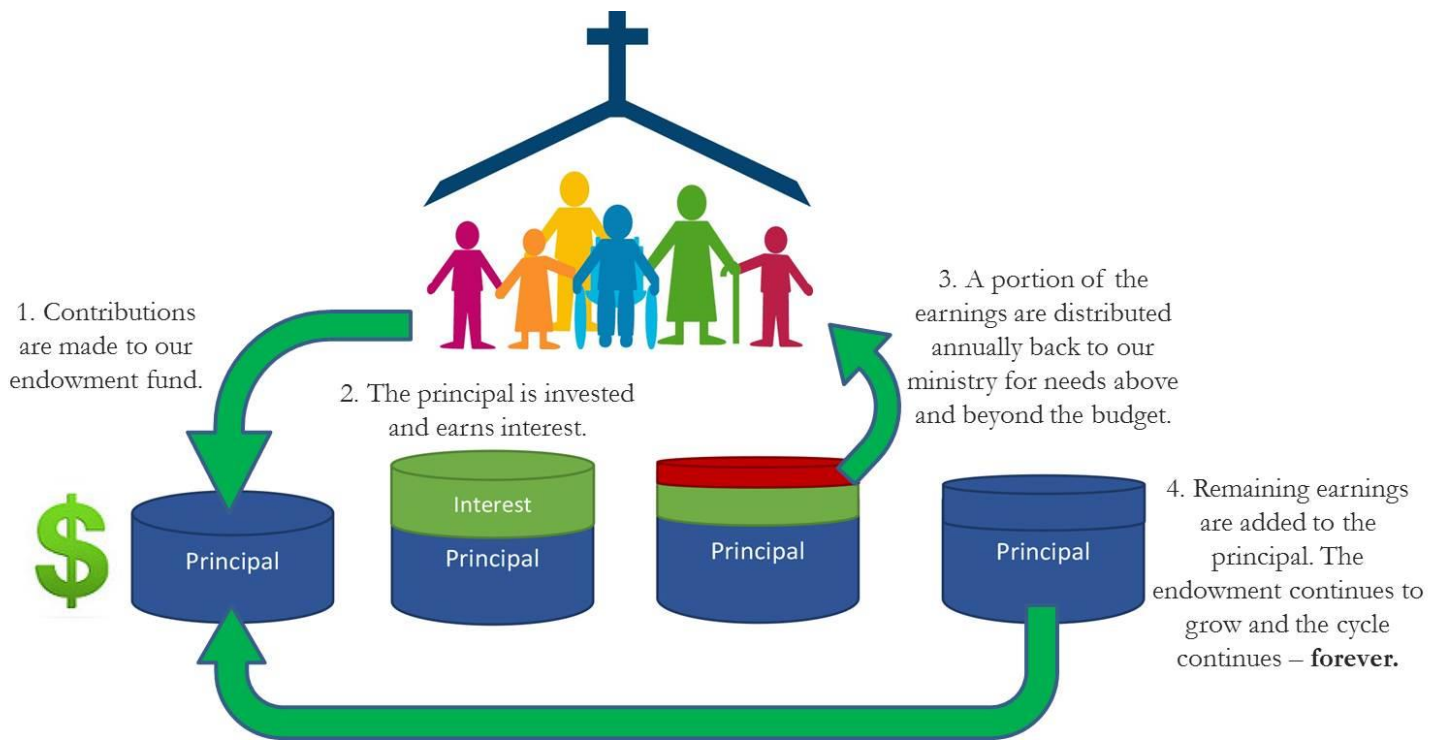 1. Contributions
are made to our
endowment fund.
2. The principal is invested
and earns interest.
3. A portion of the
earnings are distributed
annually back to our
ministry for needs above
and beyond the budget.
4. Remaining earnings
are added to the
principal. The
endowment continues to
grow and the cycle
continues – forever.
$
Principal
Interest
Principal
Principal
Principal